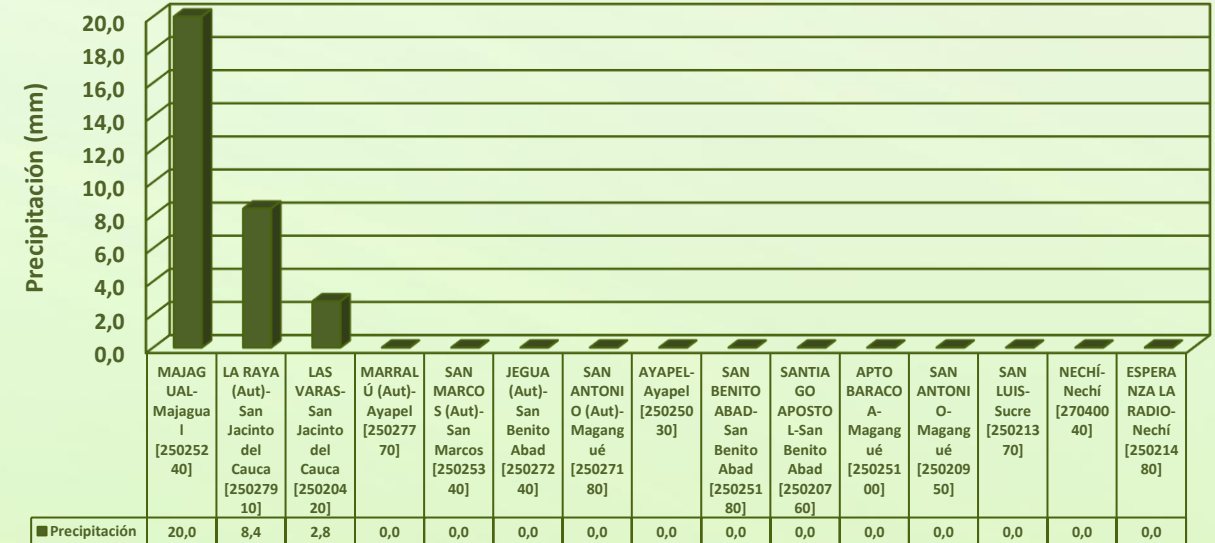 Precipitación (mm)
20,0
18,0
16,0
14,0
12,0
10,0
8,0
6,0
4,0
2,0
0,0
MAJAG
UAL-
Majagua
l
[250252
40]
LA RAYA
(Aut)-
San
Jacinto
del
Cauca
[250279
10]
LAS
VARAS-
San
Jacinto
del
Cauca
[250204
20]
MARRAL
Ú (Aut)-
Ayapel
[250277
70]
SAN
MARCO
S (Aut)-
San
Marcos
[250253
40]
JEGUA
(Aut)-
San
Benito
Abad
[250272
40]
SAN
ANTONI
O (Aut)-
Magang
ué
[250271
80]
AYAPEL-
Ayapel
[250250
30]
SAN
BENITO
ABAD-
San
Benito
Abad
[250251
80]
SANTIA
GO
APOSTO
L-San
Benito
Abad
[250207
60]
APTO
BARACO
A-
Magang
ué
[250251
00]
SAN
ANTONI
O-
Magang
ué
[250209
50]
SAN
LUIS-
Sucre
[250213
70]
NECHÍ-
Nechí
[270400
40]
ESPERA
NZA LA
RADIO-
Nechí
[250214
80]
Precipitación 20,0 8,4 2,8 0,0 0,0 0,0 0,0 0,0 0,0 0,0 0,0 0,0 0,0 0,0 0,0